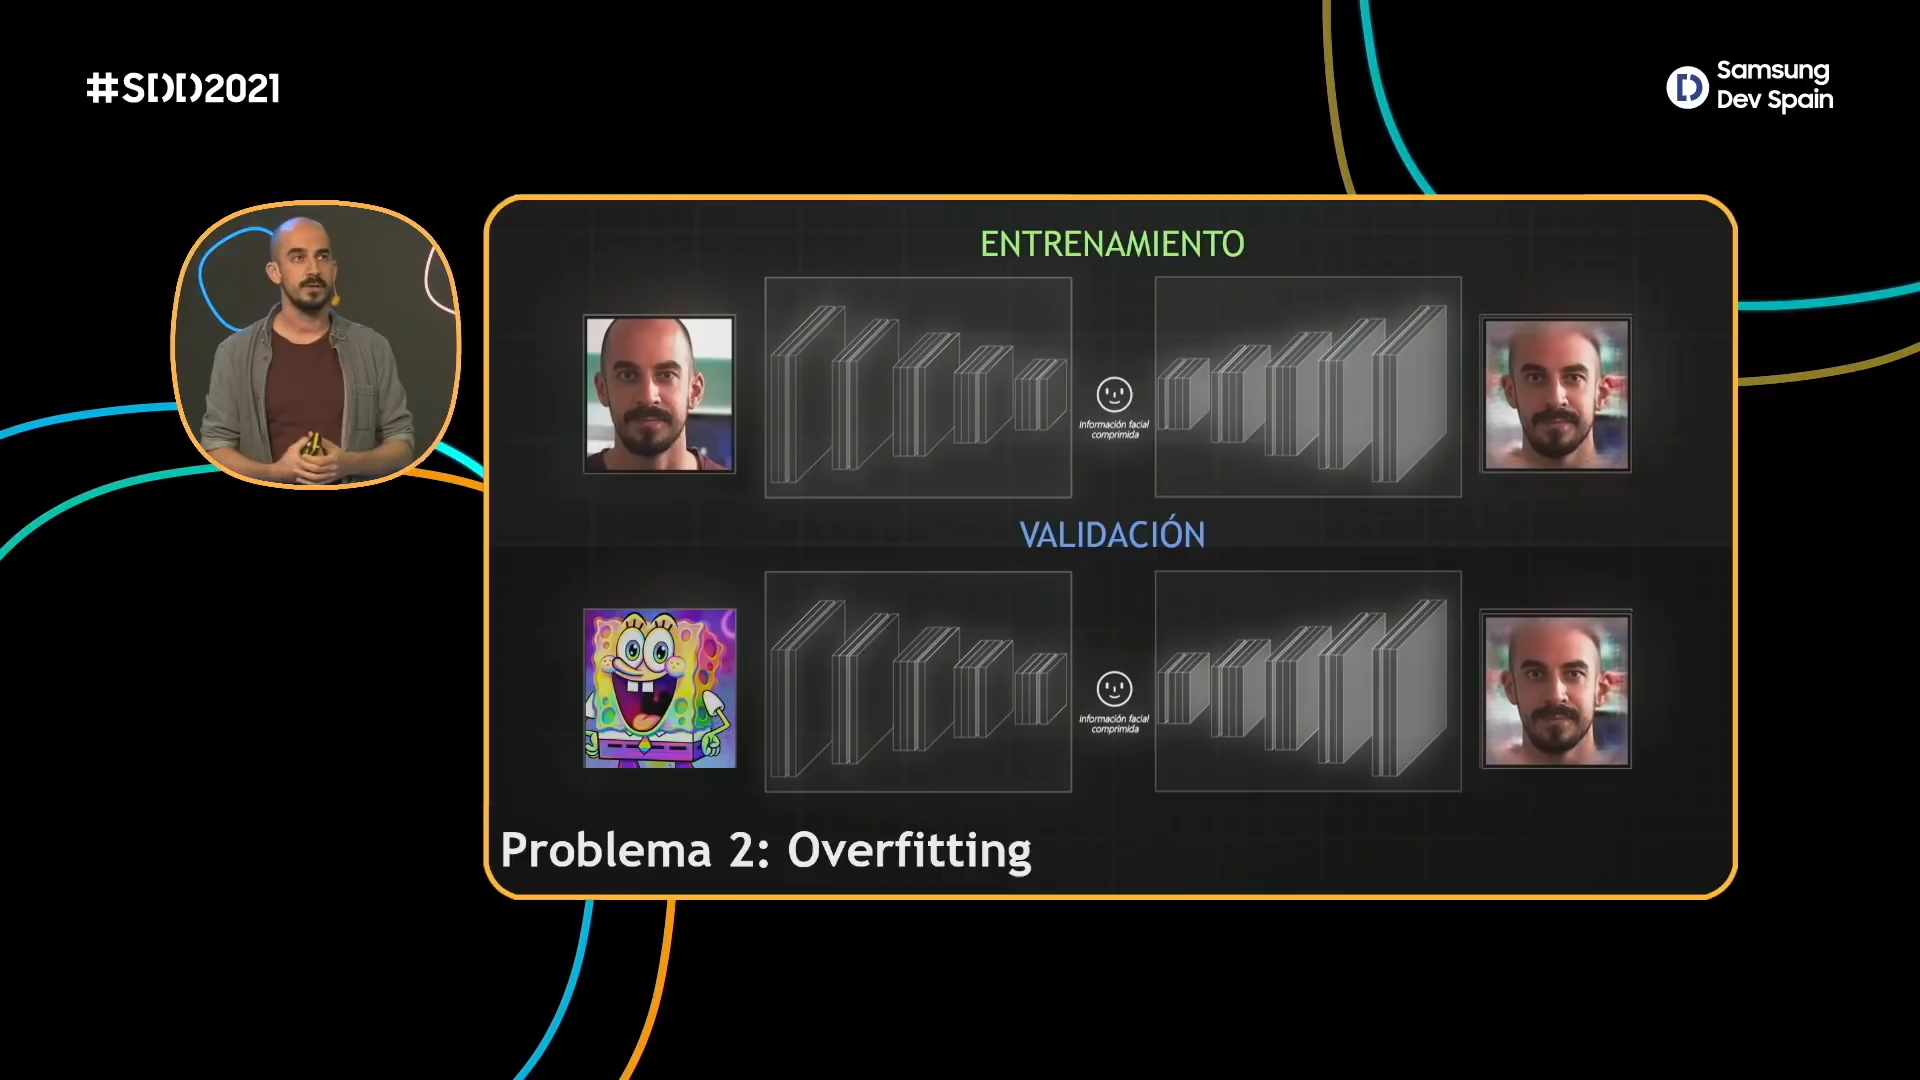 #SDD2021
Samsung
Dev Spain
ENTRENAMIENTO
información facial
comprimida
VALIDACIÓN
información facial
comprimida
Problema 2: Overfitting